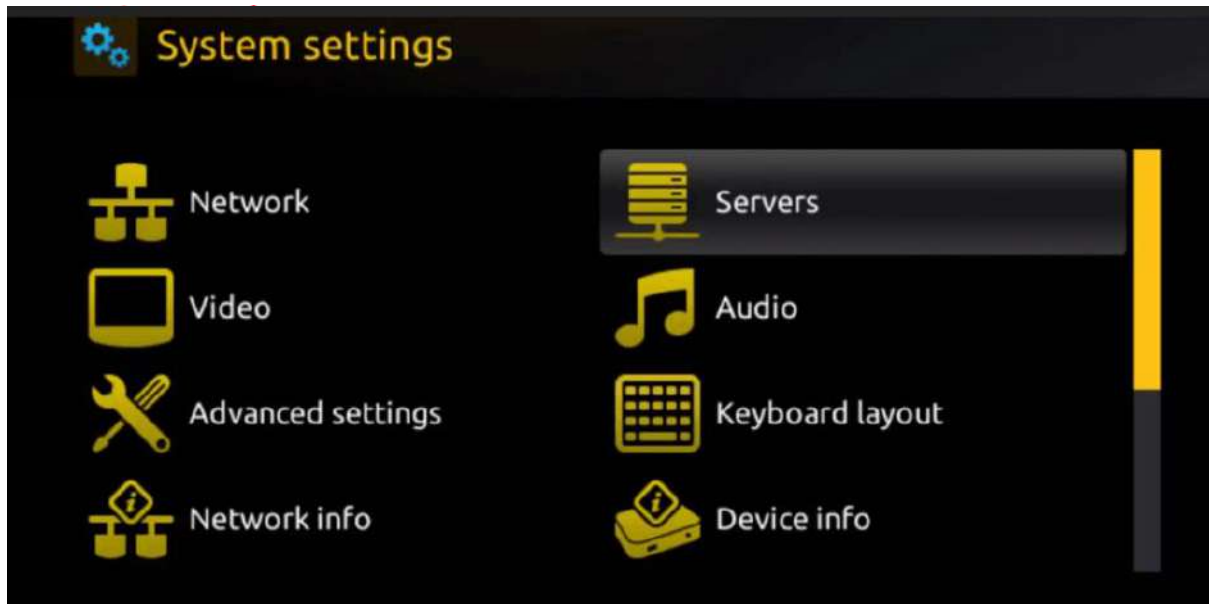 System settings
Network
Servers
Video
Audio
Advanced settings
Keyboard layout
Network info
Device info